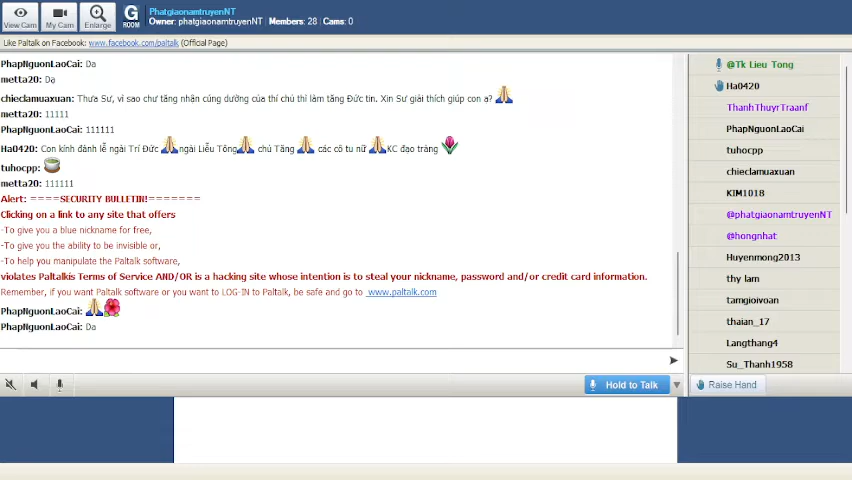 View Cam
My Cam
Enlarge
G
ROOM
PhatgiaonamtruyenNT
Owner: phatgiaonamtruyenNT | Members: 28 | Cams: 0
Like Paltalk on Facebook: www.facebook.com/paltalk (Official Page)
PhapNguonLaoCai: Da
metta20: Da
chieclamuaxuan: Thưa Sư, vì sao chư tăng nhận cúng dường của thí chủ thì làm tăng Đức tin. Xin Sư giải thích giúp con ạ?
metta20: 11111
PhapNguonLaoCai: 111111
Ha0420: Con kính đảnh lễ ngài Trí Đức ngài Liễu Tông chú Tăng các cô tu nữ KC đạo tràng
tuhocpp:
metta20: 111111
Alert: ====SECURITY BULLETIN!=======
Clicking on a link to any site that offers
-To give you a blue nickname for free,
-To give you the ability to be invisible or,
-To help you manipulate the Paltalk software,
violates Paltalkís Terms of Service AND/OR is a hacking site whose intention is to steal your nickname, password and/or credit card information.
Remember, if you want Paltalk software or you want to LOG-IN to Paltalk, be safe and go to www.paltalk.com
PhapNguonLaoCai:
PhapNguonLaoCai: Da
Hold to Talk
@Tk Lieu Tong
Ha0420
ThanhThuyrTraanf
PhapNguonLaoCai
tuhocpp
chieclamuaxuan
KIM1018
@phatgiaonamtruyenNT
@hongnhat
Huyenmong2013
thy lam
tamgioivoan
thaian_17
Langthang4
Su_Thanh1958
Raise Hand